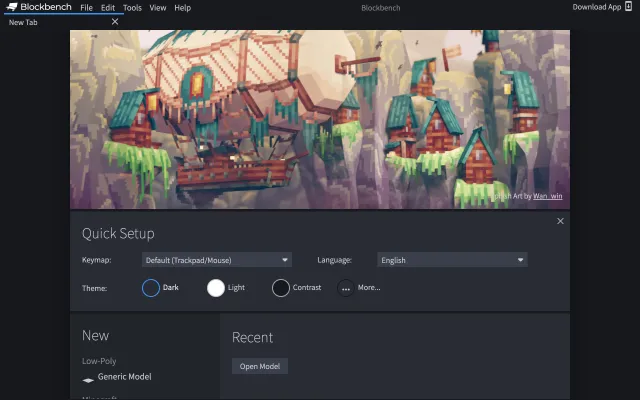 Blockbench File Edit Tools View Help Blockbench Download App
New Tab
Art by Wan_win
Quick Setup
Keymap: Default (Trackpad/Mouse) Language: English
Theme: Dark Light Contrast ... More...
New
Recent
Low-Poly
Open Model
Generic Model